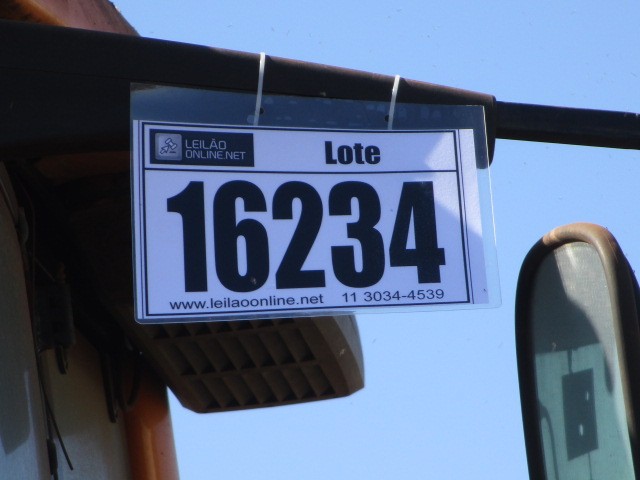 LEILÃO
ONLINE.NET
Lote
16234
www.leilaoonline.net 11 3034-4539